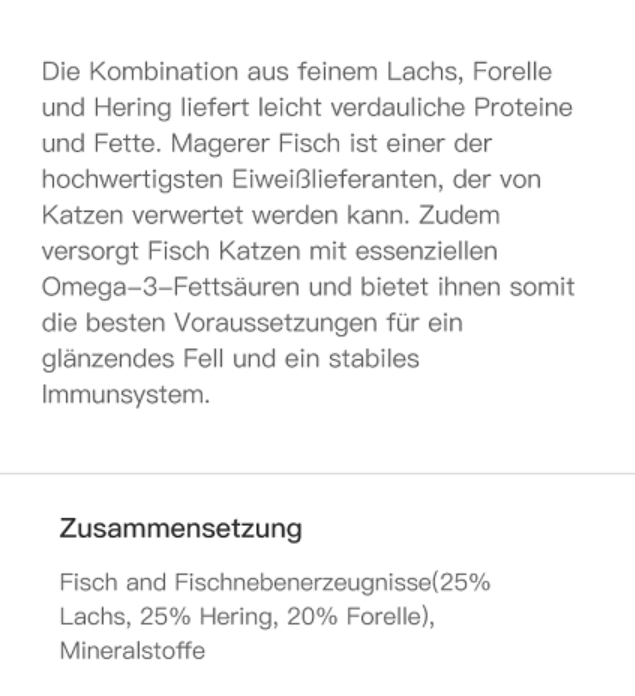 Die Kombination aus feinem Lachs, Forelle
und Hering liefert leicht verdauliche Proteine
und Fette. Magerer Fisch ist einer der
hochwertigsten Eiweißlieferanten, der von
Katzen verwertet werden kann. Zudem
versorgt Fisch Katzen mit essenziellen
Omega–3–Fettsäuren und bietet ihnen somit
die besten Voraussetzungen für ein
glänzendes Fell und ein stabiles
Immunsystem.
Zusammensetzung
Fisch and Fischnebenerzeugnisse(25%
Lachs, 25% Hering, 20% Forelle),
Mineralstoffe